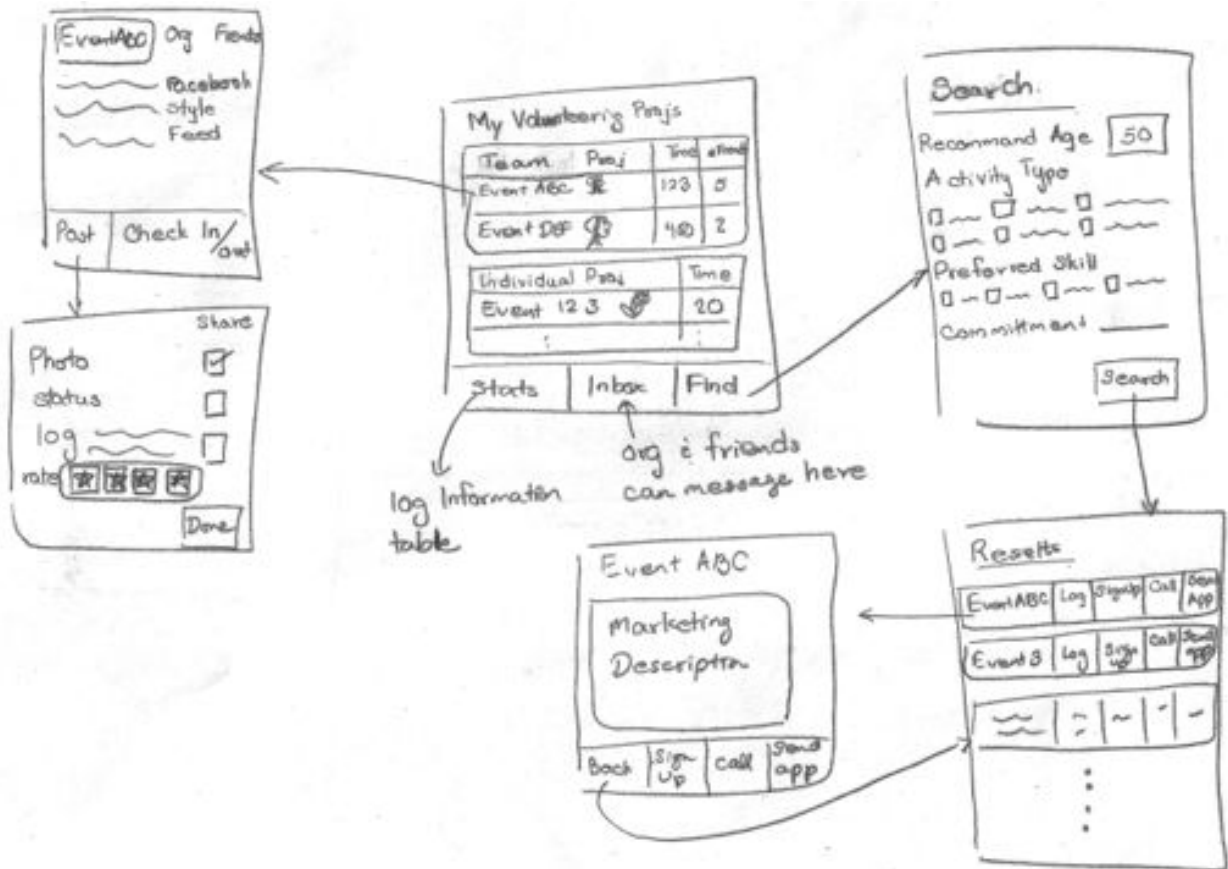 EventABC Org Friends
Facebook
Style
Feed
Post Check In/out
Share
Photo
status
log
rate
Done
My Volunteering Projs
Team Proj Time #Friends
Event ABC 123 5
Event DEF 2
Individual Proj Time
Event 123 20
Inbox Find
log Information
table
org & friends
can message here
Search
Recommand Age 50
Activity Type
Preferred Skill
Committment
Search
Results
EventABC Log SignUp Call Send App
Event 3 Log Sign up Call Send app
Event ABC
Marketing
Description
Back Sign Up Call Send app